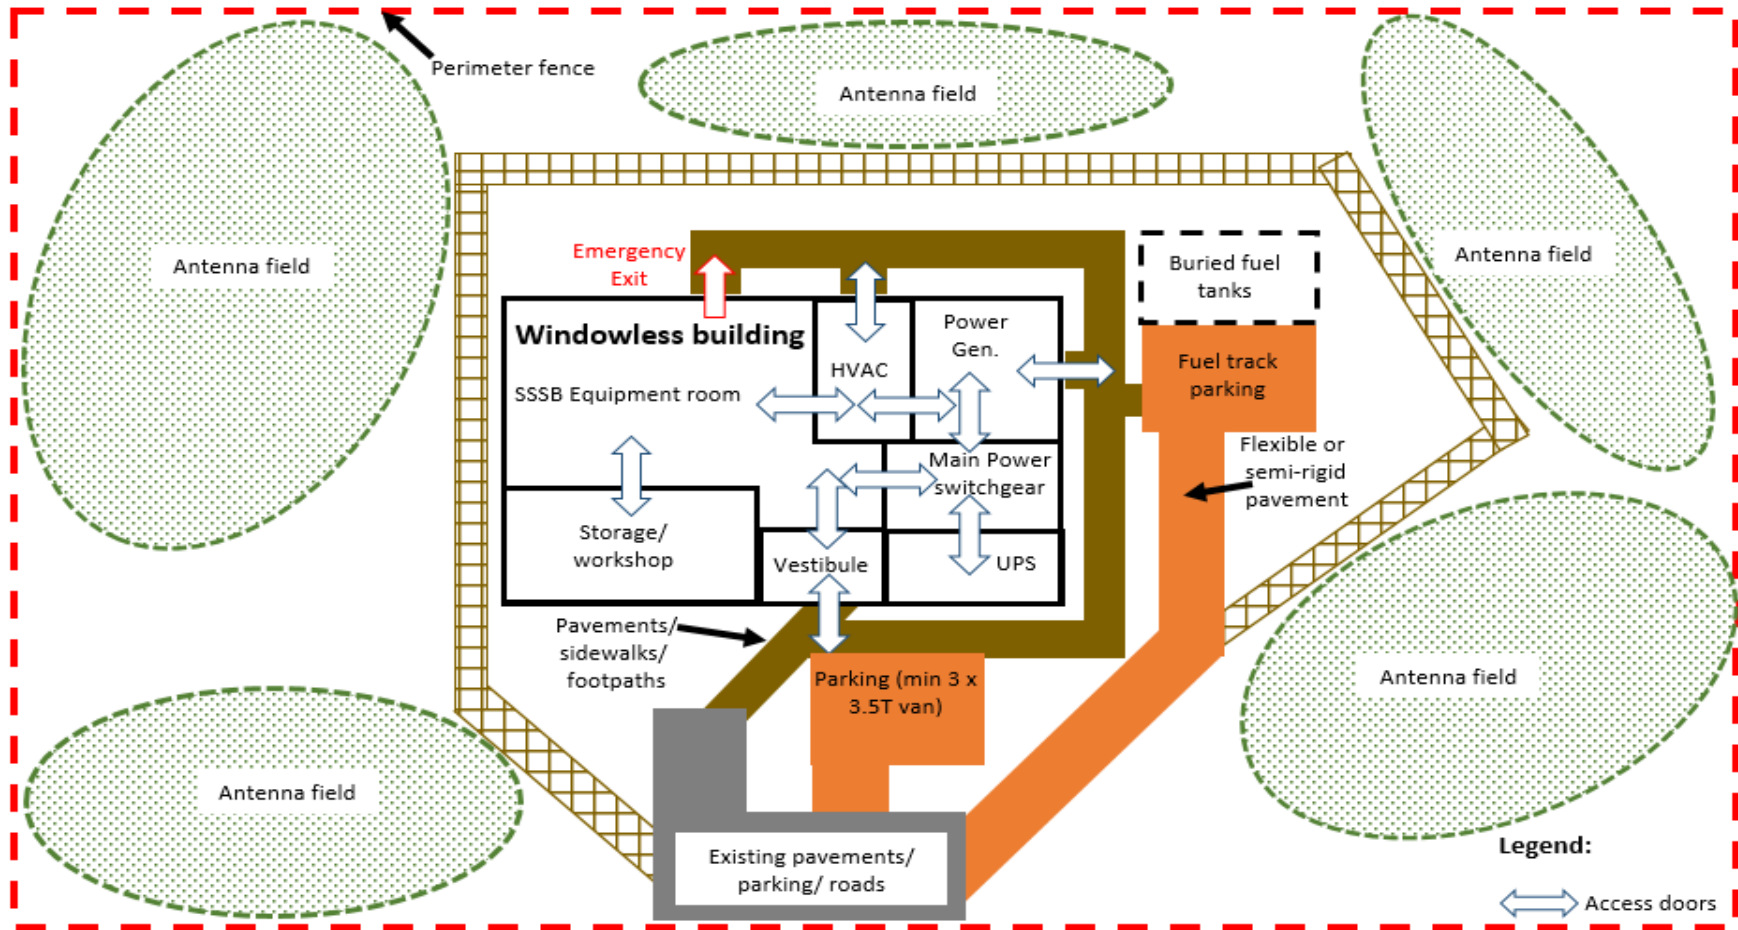 Perimeter fence
Antenna field
Antenna field
Antenna field
Emergency
Exit
Buried fuel
tanks
Windowless building
Power
Gen.
HVAC
Fuel track
parking
SSSB Equipment room
Flexible or
semi-rigid
pavement
Main Power
switchgear
Storage/
workshop
Vestibule
UPS
Pavements/
sidewalks/
footpaths
Parking (min 3 x
3.5T van)
Antenna field
Antenna field
Existing pavements/
parking/ roads
Legend:
Access doors